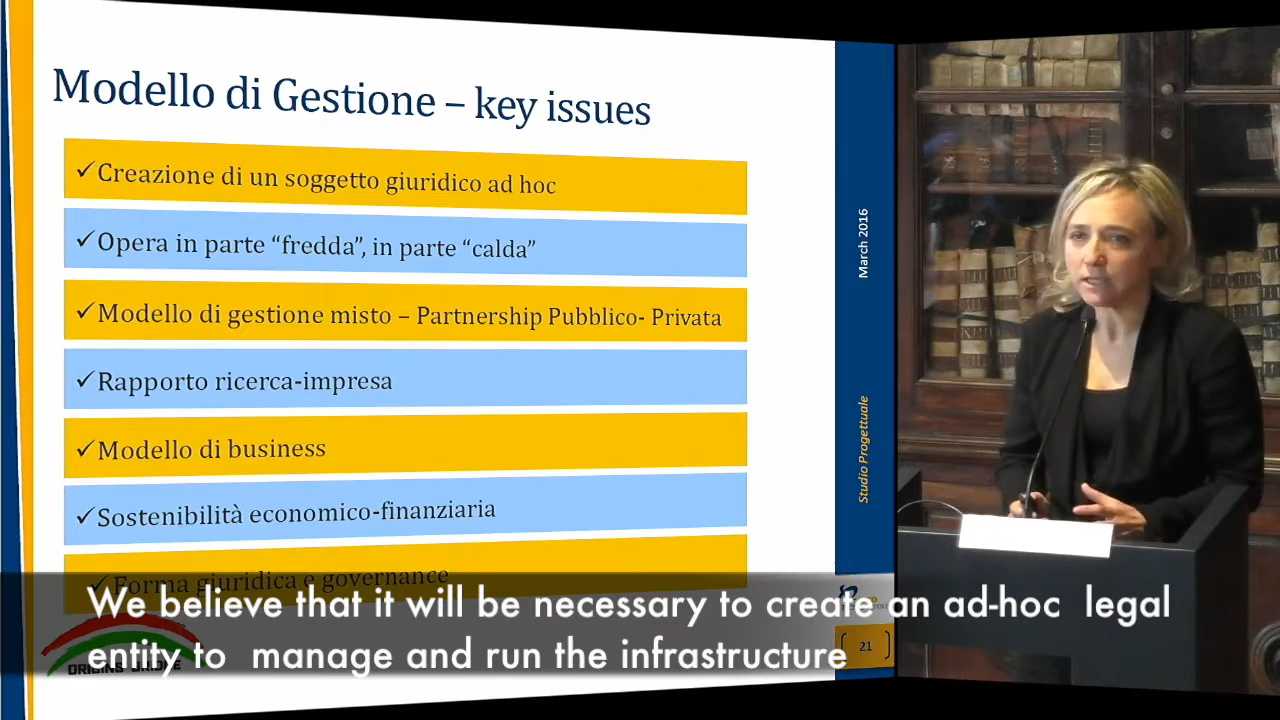 Modello di Gestione – key issues
✓Creazione di un soggetto giuridico ad hoc
✓Opera in parte “fredda”, in parte “calda”
✓Modello di gestione misto – Partnership Pubblico- Privata
✓Rapporto ricerca-impresa
✓Modello di business
✓Sostenibilità economico-finanziaria
✓Forma giuridica e governance
March 2016
Studio Progettuale
21
We believe that it will be necessary to create an ad-hoc legal
entity to manage and run the infrastructure